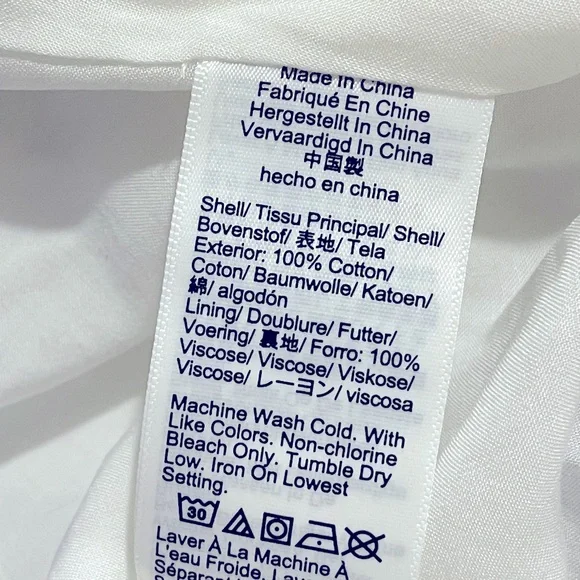 Made In China
Fabriqué En Chine
Hergestellt In China
Vervaardigd In China
中国製
hecho en china
Shell/ Tissu Principal/ Shell/
Bovenstof/ 表地/ Tela
Exterior: 100% Cotton/
Coton/ Baumwolle/ Katoen/
綿/ algodón
Lining/ Doublure/ Futter/
Voering/ 裏地/ Forro: 100%
Viscose/ Viscose/ Viskose/
Viscose/ レーヨン/ viscosa
Machine Wash Cold. With
Like Colors. Non-chlorine
Bleach Only. Tumble Dry
Low. Iron On Lowest
Setting.
30
Laver À La Machine À
L'eau Froide. Laver
Séparant